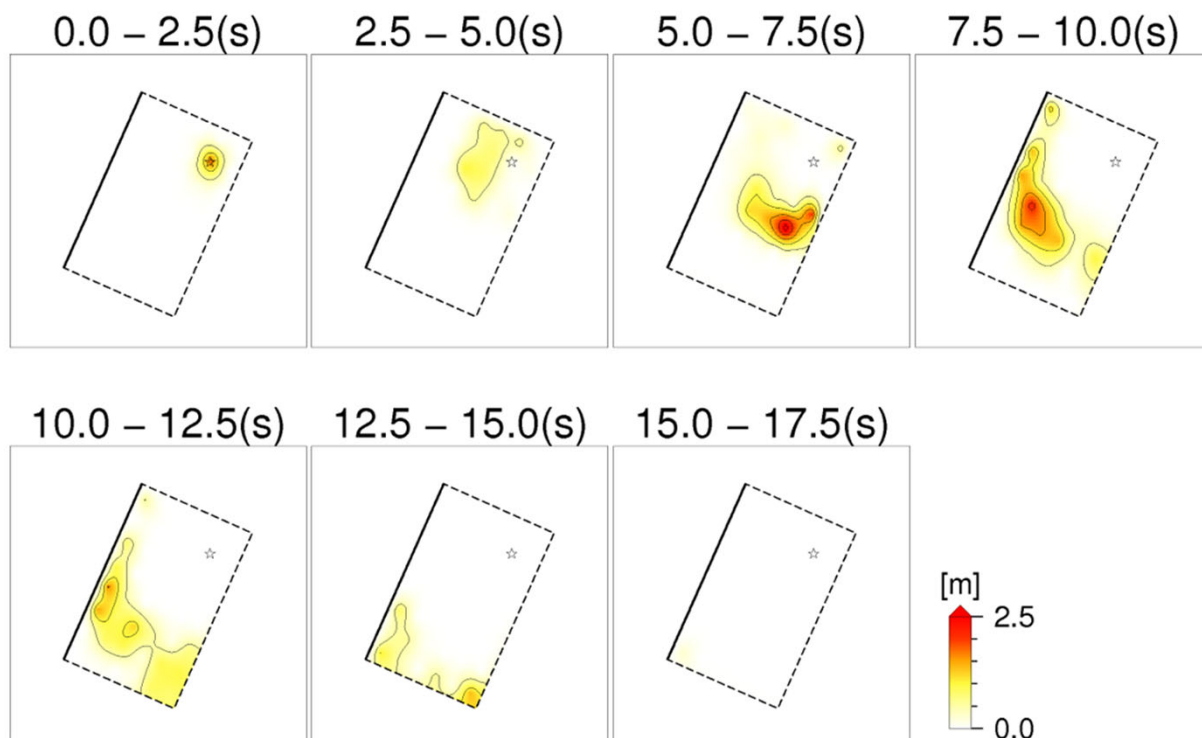 0.0 – 2.5(s)
2.5 – 5.0(s)
5.0 – 7.5(s)
7.5 – 10.0(s)
10.0 – 12.5(s)
12.5 – 15.0(s)
15.0 – 17.5(s)
[m]
2.5
0.0